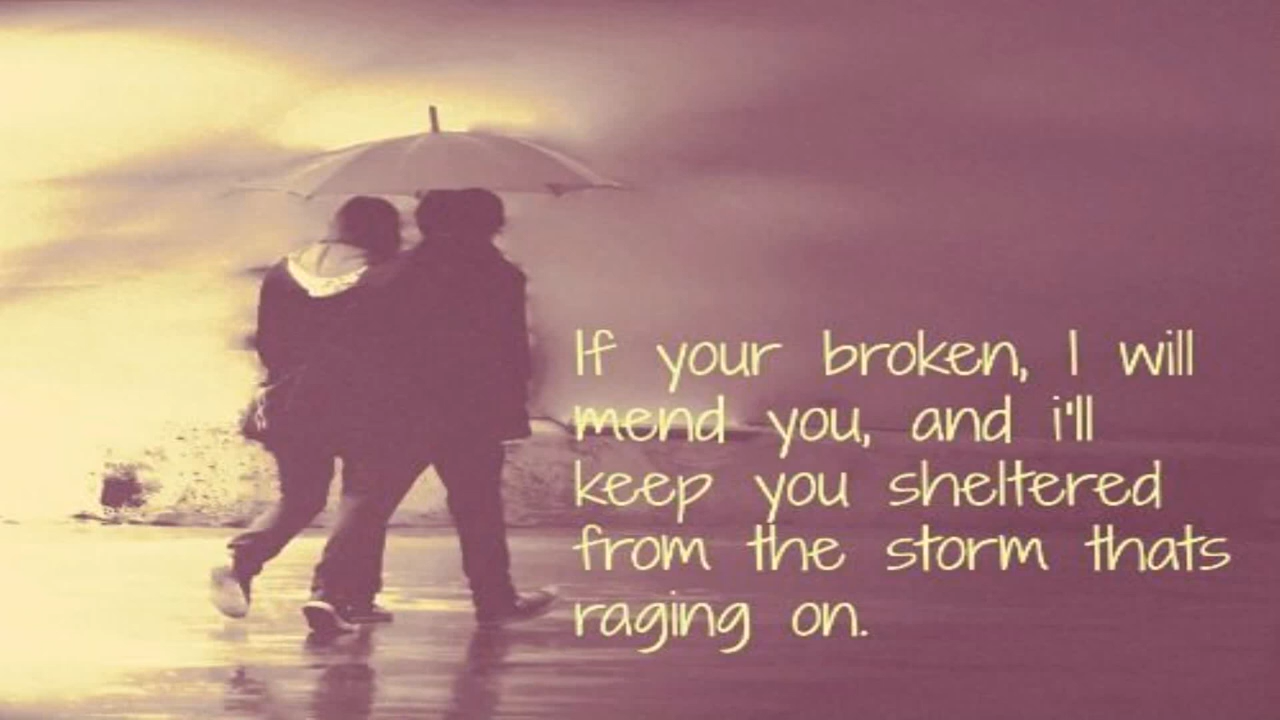 If your broken, I will
mend you, and i'll
keep you sheltered
from the storm thats
raging on.